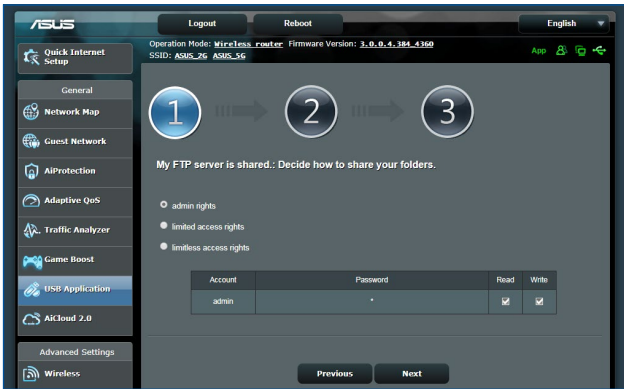 ASUS
Logout
Reboot
English
Operation Mode: Wireless router Firmware Version: 3.0.0.4.384_4360
SSID: ASUS_2G ASUS_5G
App
Quick Internet
Setup
General
Network Map
Guest Network
AiProtection
Adaptive QoS
Traffic Analyzer
Game Boost
USB Application
AiCloud 2.0
Advanced Settings
Wireless
1 2 3
My FTP server is shared.: Decide how to share your folders.
admin rights
limited access rights
limitless access rights
Account Password Read Write
admin *
Previous Next